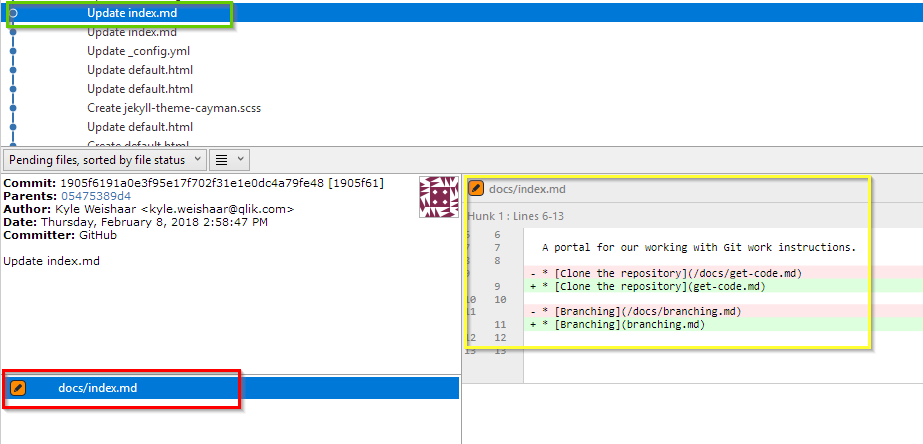 Update index.md
Update index.md
Update _config.yml
Update default.html
Update default.html
Create jekyll-theme-cayman.scss
Update default.html
Create default.html
Pending files, sorted by file status
Commit: 1905f6191a0e3f95e17f702f31e1e0dc4a79fe48 [1905f61]
Parents: 05475389d4
Author: Kyle Weishaar <kyle.weishaar@qlik.com>
Date: Thursday, February 8, 2018 2:58:47 PM
Committer: GitHub
Update index.md
docs/index.md
docs/index.md
Hunk 1 : Lines 6-13
6 6
7 7 A portal for our working with Git work instructions.
8 8
9 - * [Clone the repository](/docs/get-code.md)
9 + * [Clone the repository](get-code.md)
10 10
11 - * [Branching](/docs/branching.md)
11 + * [Branching](branching.md)
12 12
13 13